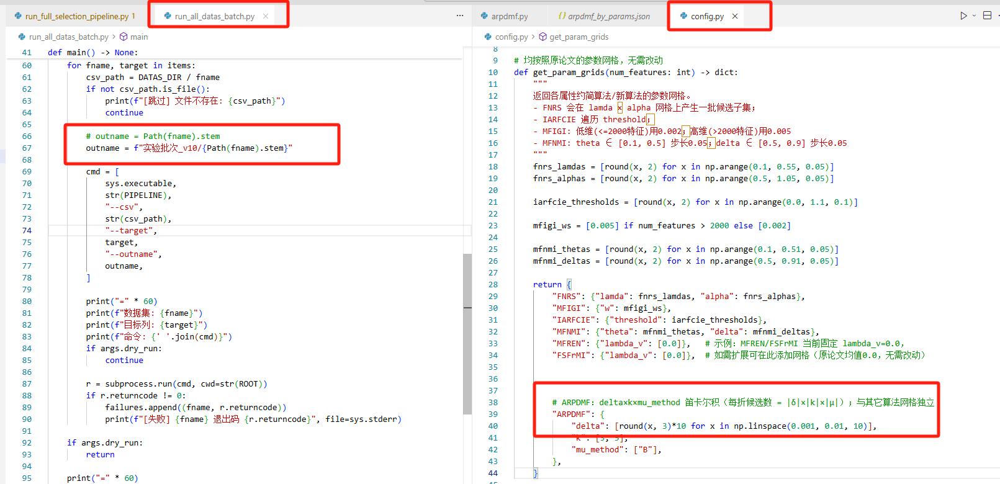 run_full_selection_pipeline.py 1
run_all_datas_batch.py ×
···
run_all_datas_batch.py > main
41 def main() -> None:
60 for fname, target in items:
61 csv_path = DATAS_DIR / fname
62 if not csv_path.is_file():
63 print(f"[跳过] 文件不存在: {csv_path}")
64 continue
65
66 # outname = Path(fname).stem
67 outname = f"实验批次_v10/{Path(fname).stem}"
68
69 cmd = [
70 sys.executable,
71 str(PIPELINE),
72 "--csv",
73 str(csv_path),
74 "--target",
75 target,
76 "--outname",
77 outname,
78 ]
79
80 print("=" * 60)
81 print(f"数据集: {fname}")
82 print(f"目标列: {target}")
83 print(f"命令: {' '.join(cmd)}")
84 if args.dry_run:
85 continue
86
87 r = subprocess.run(cmd, cwd=str(ROOT))
88 if r.returncode != 0:
89 failures.append((fname, r.returncode))
90 print(f"[失败] {fname} 退出码 {r.returncode}", file=sys.stderr)
91
92 if args.dry_run:
93 return
94
95 print("=" * 60)
arpdmf.py
{} arpdmf_by_params.json
config.py ×
config.py > get_param_grids
8
9 # 均按照原论文的参数网格，无需改动
10 def get_param_grids(num_features: int) -> dict:
11 """
12 返回各属性约简算法/新算法的参数网格。
13 - FNRS 会在 lamda × alpha 网格上产生一批候选子集；
14 - IARFCIE 遍历 threshold；
15 - MFIGI: 低维(<=2000特征)用0.002；高维(>2000特征)用0.005
16 - MFNMI: theta ∈ [0.1, 0.5] 步长0.05；delta ∈ [0.5, 0.9] 步长0.05
17 """
18 fnrs_lamdas = [round(x, 2) for x in np.arange(0.1, 0.55, 0.05)]
19 fnrs_alphas = [round(x, 2) for x in np.arange(0.5, 1.05, 0.05)]
20
21 iarfcie_thresholds = [round(x, 2) for x in np.arange(0.0, 1.1, 0.1)]
22
23 mfigi_ws = [0.005] if num_features > 2000 else [0.002]
24
25 mfnmi_thetas = [round(x, 2) for x in np.arange(0.1, 0.51, 0.05)]
26 mfnmi_deltas = [round(x, 2) for x in np.arange(0.5, 0.91, 0.05)]
27
28 return {
29 "FNRS": {"lamda": fnrs_lamdas, "alpha": fnrs_alphas},
30 "MFIGI": {"w": mfigi_ws},
31 "IARFCIE": {"threshold": iarfcie_thresholds},
32 "MFNMI": {"theta": mfnmi_thetas, "delta": mfnmi_deltas},
33 "MFREN": {"lambda_v": [0.0]}, # 示例: MFREN/FSFrMI 当前固定 lambda_v=0.0，
34 "FSFrMI": {"lambda_v": [0.0]}, # 如需扩展可在此添加网格（原论文均值0.0，无需改动）
35
36
37
38 # ARPDMF：delta×k×mu_method 笛卡尔积（每折候选数 = |δ|×|k|×|μ|）；与其它算法网格独立
39 "ARPDMF": {
40 "delta": [round(x, 3)*10 for x in np.linspace(0.001, 0.01, 10)],
41
42 "mu_method": ["B"],
43 },
44 }